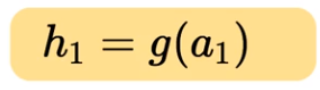 h₁ = g(a₁)